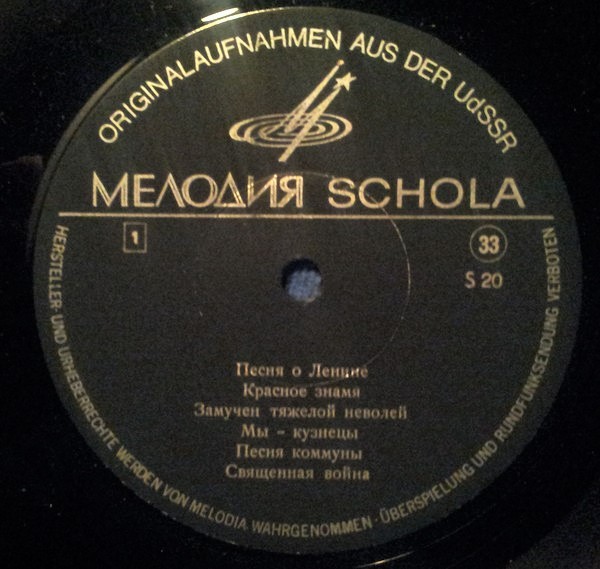 ORIGINALAUFNAHMEN AUS DER UdSSR
МЕЛОДИЯ SCHOLA
1
33
S 20
Песня о Ленине
Красное знамя
Замучен тяжелой неволей
Мы - кузнецы
Песня коммуны
Священная война
HERSTELLER- UND URHEBERRECHTE WERDEN VON MELODIA WAHRGENOMMEN · ÜBERSPIELUNG UND RUNDFUNKSENDUNG VERBOTEN